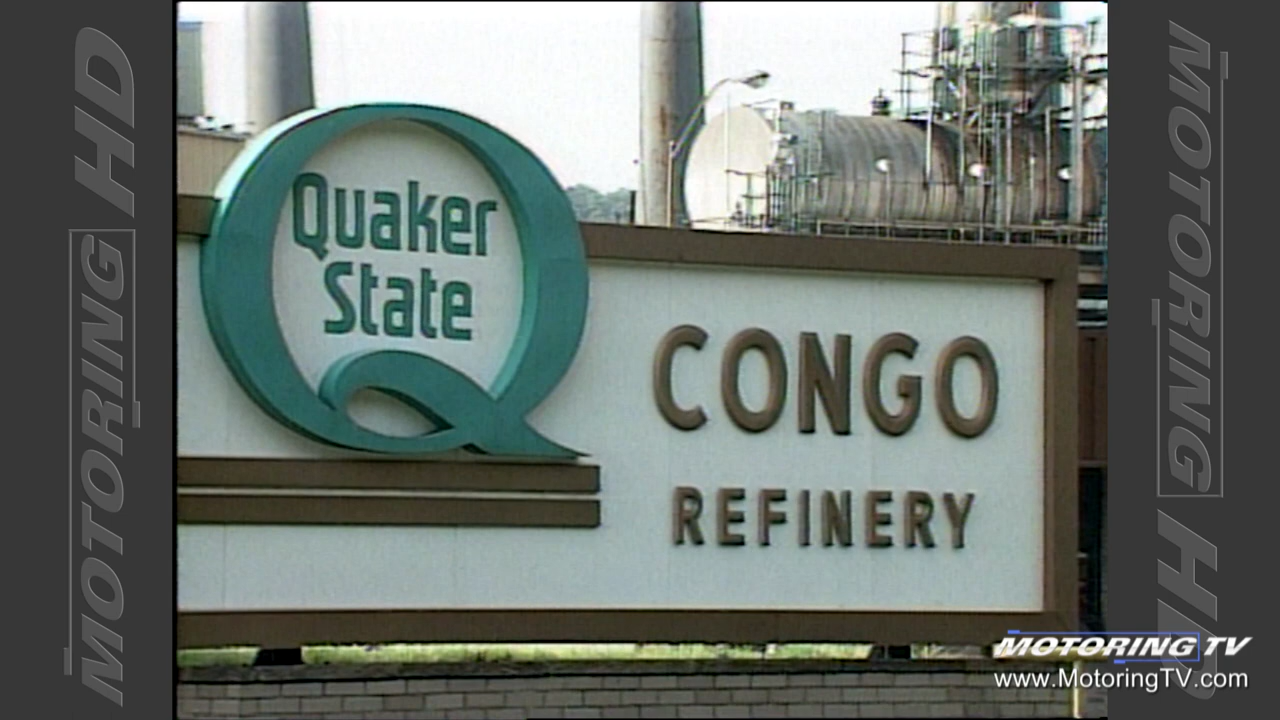 MOTORING HD
Quaker
State
CONGO
REFINERY
MOTORING HD
MOTORING TV
www.MotoringTV.com